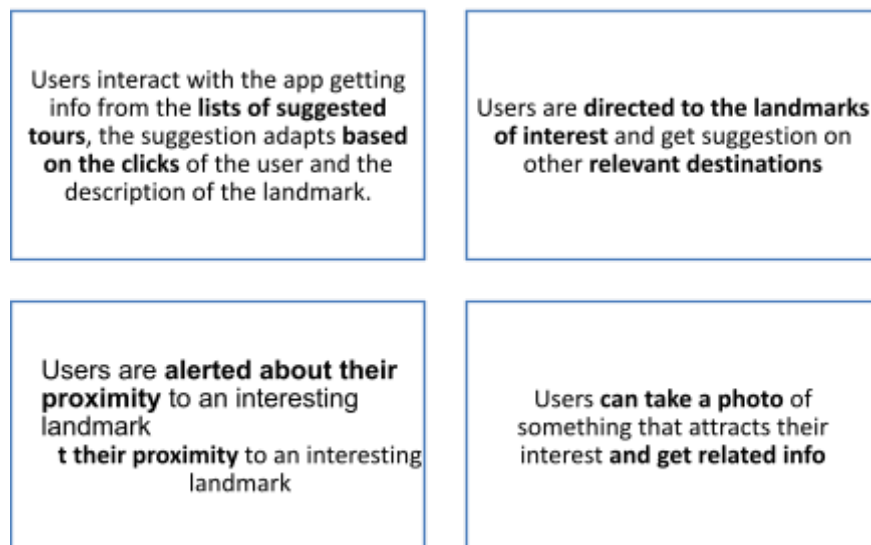 Users interact with the app getting
info from the lists of suggested
tours, the suggestion adapts based
on the clicks of the user and the
description of the landmark.
Users are directed to the landmarks
of interest and get suggestion on
other relevant destinations
Users are alerted about their
proximity to an interesting
landmark
t their proximity to an interesting
landmark
Users can take a photo of
something that attracts their
interest and get related info